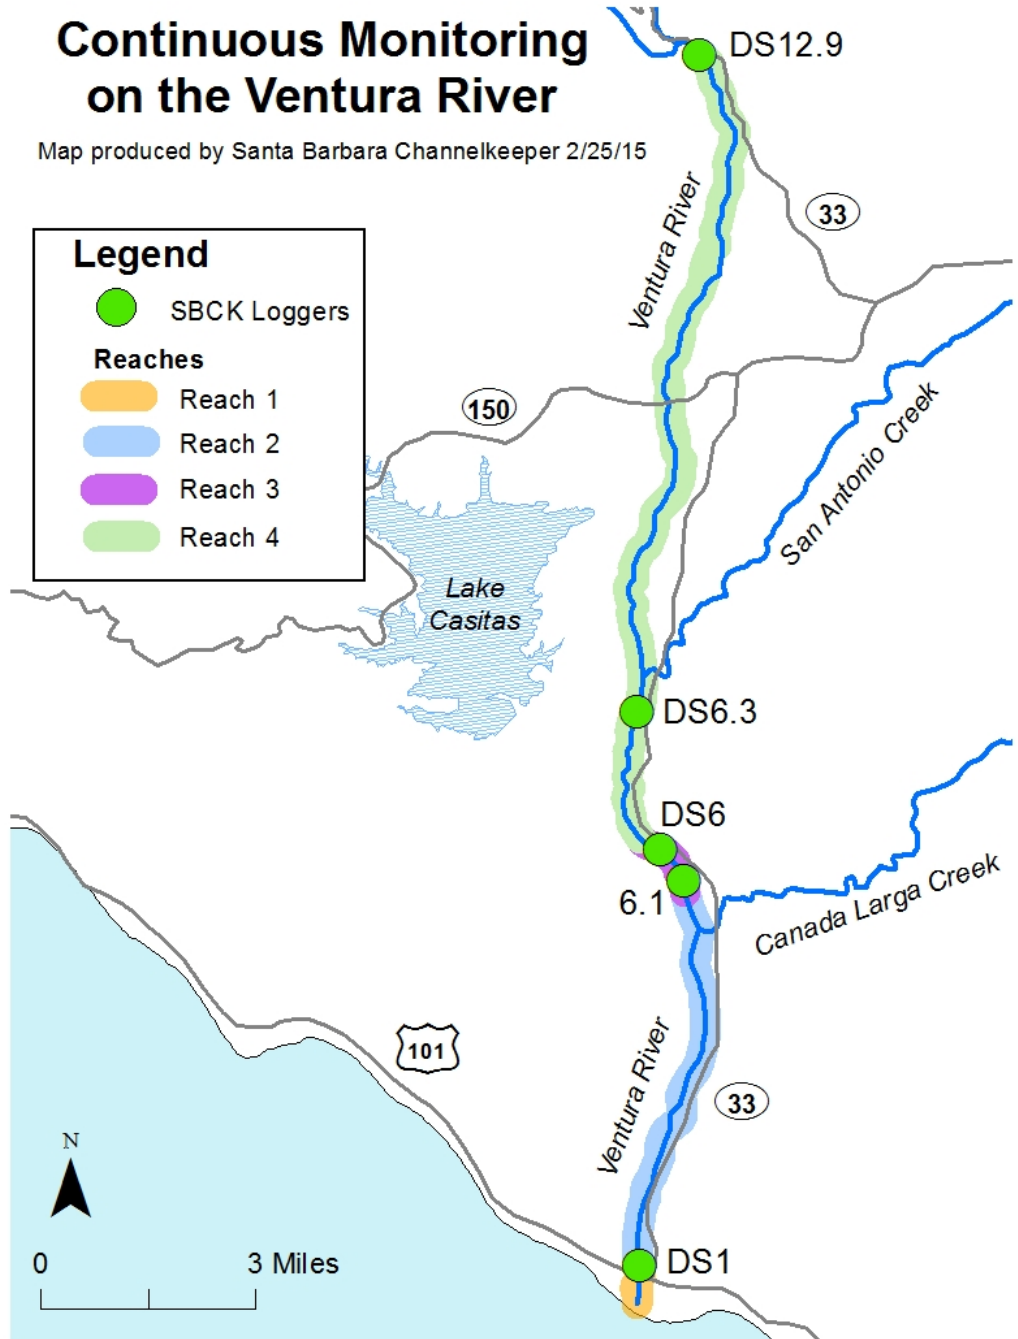 Continuous Monitoring
on the Ventura River
Map produced by Santa Barbara Channelkeeper 2/25/15
DS12.9
Ventura River
33
Legend
SBCK Loggers
Reaches
Reach 1
Reach 2
Reach 3
Reach 4
150
San Antonio Creek
Lake
Casitas
DS6.3
DS6
6.1
Canada Larga Creek
101
Ventura River
33
N
0 3 Miles
DS1